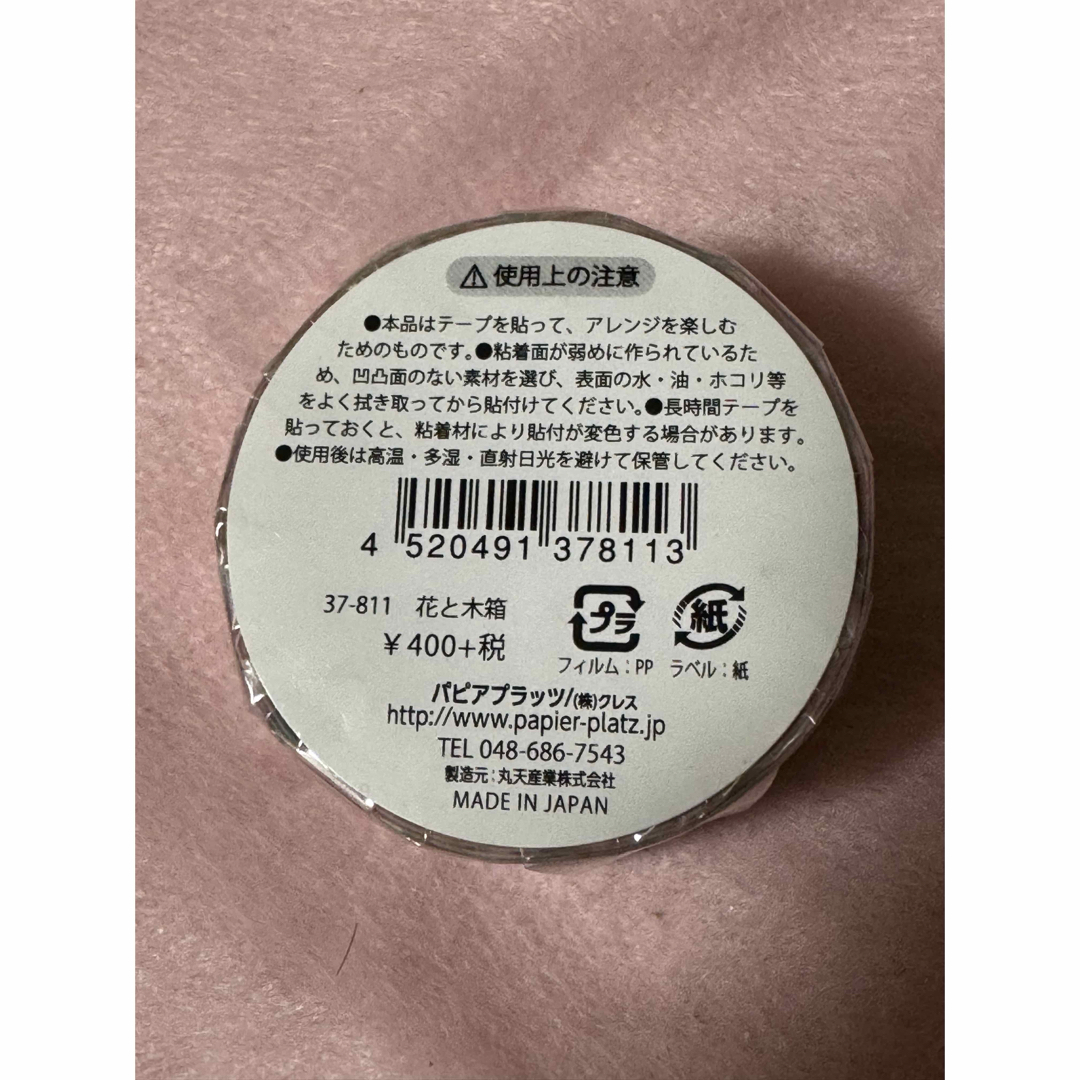 ⚠使用上の注意
●本品はテープを貼って、アレンジを楽しむ
ためのものです。●粘着面が弱めに作られているた
め、凹凸面のない素材を選び、表面の水・油・ホコリ等
をよく拭き取ってから貼付けてください。●長時間テープを
貼っておくと、粘着材により貼付が変色する場合があります。
●使用後は高温・多湿・直射日光を避けて保管してください。
4 520491 378113
37-811 花と木箱
¥400+税
プラ
紙
フィルム：PP ラベル：紙
パピアプラッツ/(株)クレス
http://www.papier-platz.jp
TEL 048-686-7543
製造元：丸天産業株式会社
MADE IN JAPAN